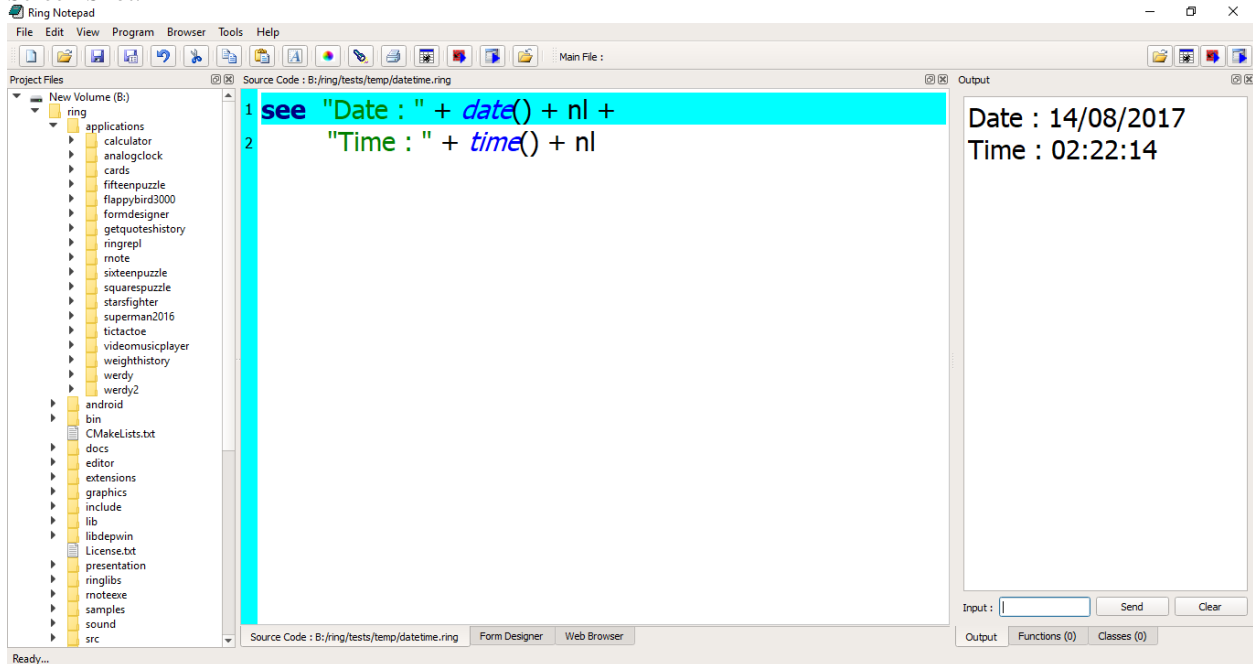 Ring Notepad
File Edit View Program Browser Tools Help
Main File :
Project Files
Source Code : B:/ring/tests/temp/datetime.ring
Output
New Volume (B:)
ring
applications
calculator
analogclock
cards
fifteenpuzzle
flappybird3000
formdesigner
getquoteshistory
ringrepl
rnote
sixteenpuzzle
squarespuzzle
starsfighter
superman2016
tictactoe
videomusicplayer
weighthistory
werdy
werdy2
android
bin
CMakeLists.txt
docs
editor
extensions
graphics
include
lib
libdepwin
License.txt
presentation
ringlibs
rnoteexe
samples
sound
src
1 see "Date : " + date() + nl +
2 "Time : " + time() + nl
Date : 14/08/2017
Time : 02:22:14
Input : Send Clear
Source Code : B:/ring/tests/temp/datetime.ring Form Designer Web Browser
Output Functions (0) Classes (0)
Ready...